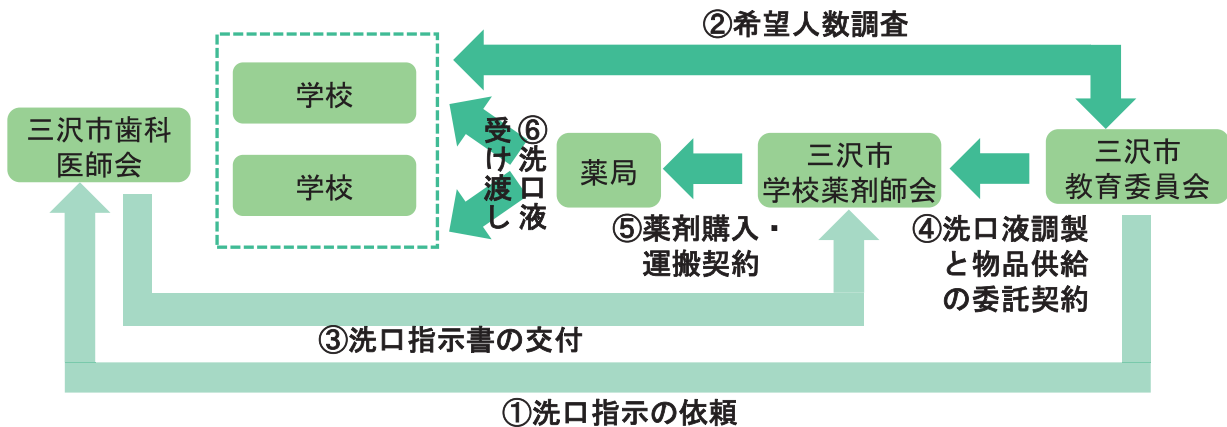 ②希望人数調査
学校
学校
三沢市歯科
医師会
⑥洗口液
受け渡し
薬局
三沢市
学校薬剤師会
三沢市
教育委員会
⑤薬剤購入・
運搬契約
④洗口液調製
と物品供給
の委託契約
③洗口指示書の交付
①洗口指示の依頼